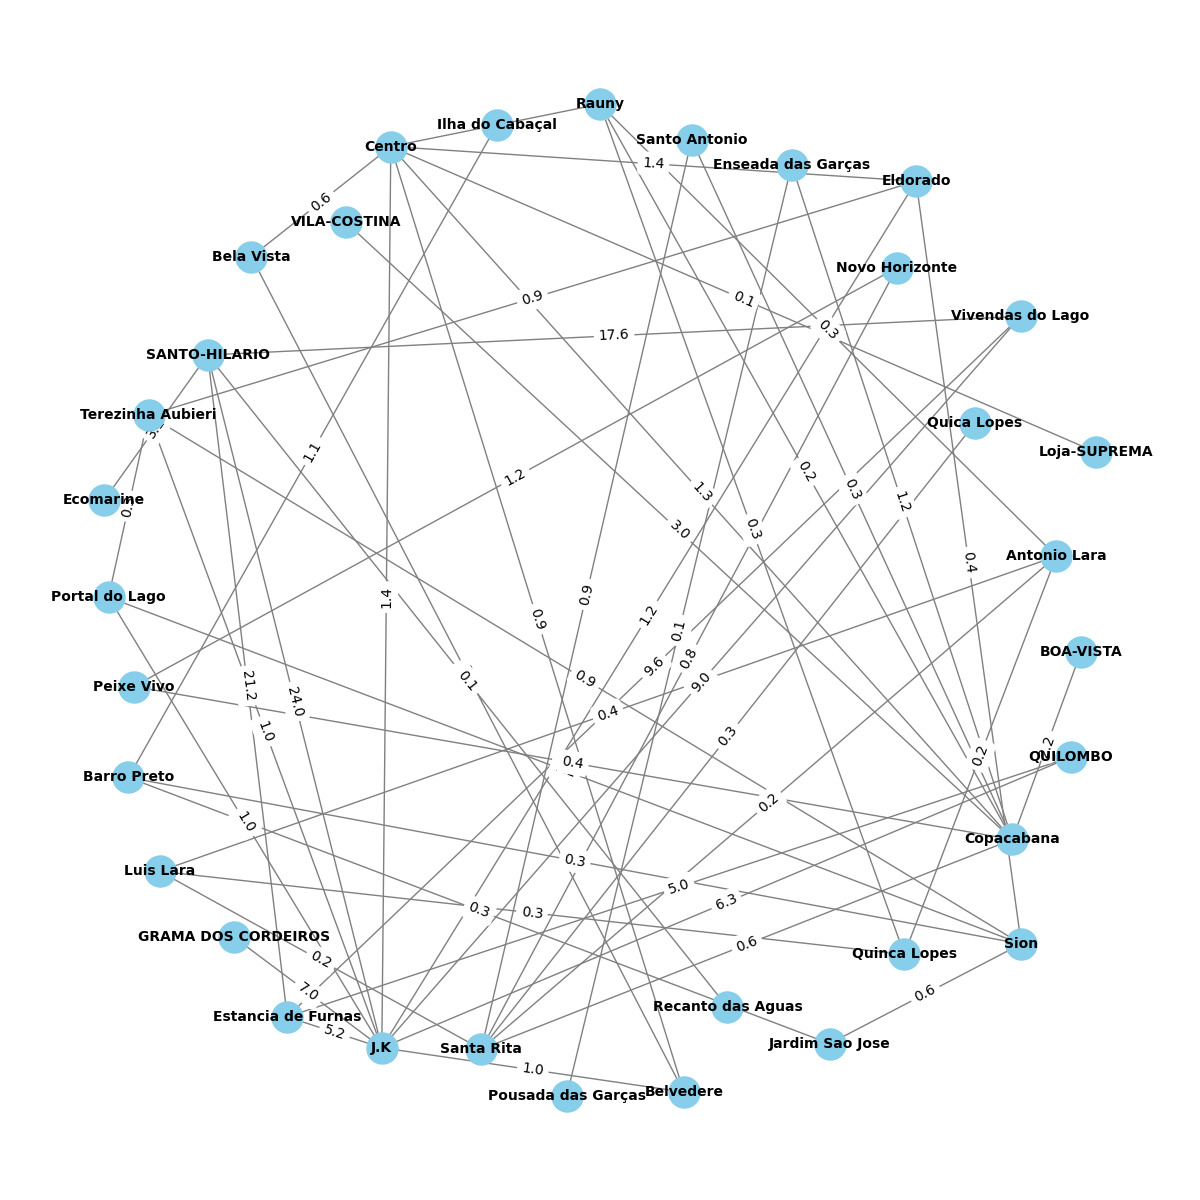 Rauny
Ilha do Cabaçal
Santo Antonio
Centro
1.4
Enseada das Garças
Eldorado
0.6
VILA-COSTINA
Bela Vista
Novo Horizonte
0.9
0.1
Vivendas do Lago
0.3
17.6
SANTO-HILARIO
Terezinha Aubieri
Quica Lopes
1.1
Loja-SUPREMA
1.2
0.2
1.3
0.3
1.2
Ecomarine
3.0
0.3
Antonio Lara
0.4
Portal do Lago
1.4
0.9
0.9
1.2
0.1
BOA-VISTA
0.8
9.6
0.1
0.9
9.0
Peixe Vivo
21.2
24.0
0.4
1.0
0.3
0.2
QUILOMBO
0.4
Barro Preto
0.2
1.0
Copacabana
0.3
Luis Lara
5.0
6.3
0.3
0.3
GRAMA DOS CORDEIROS
0.6
Sion
Quinca Lopes
0.2
7.0
0.6
Recanto das Aguas
Estancia de Furnas
5.2
Jardim Sao Jose
J.K
Santa Rita
1.0
Pousada das Garças
Belvedere